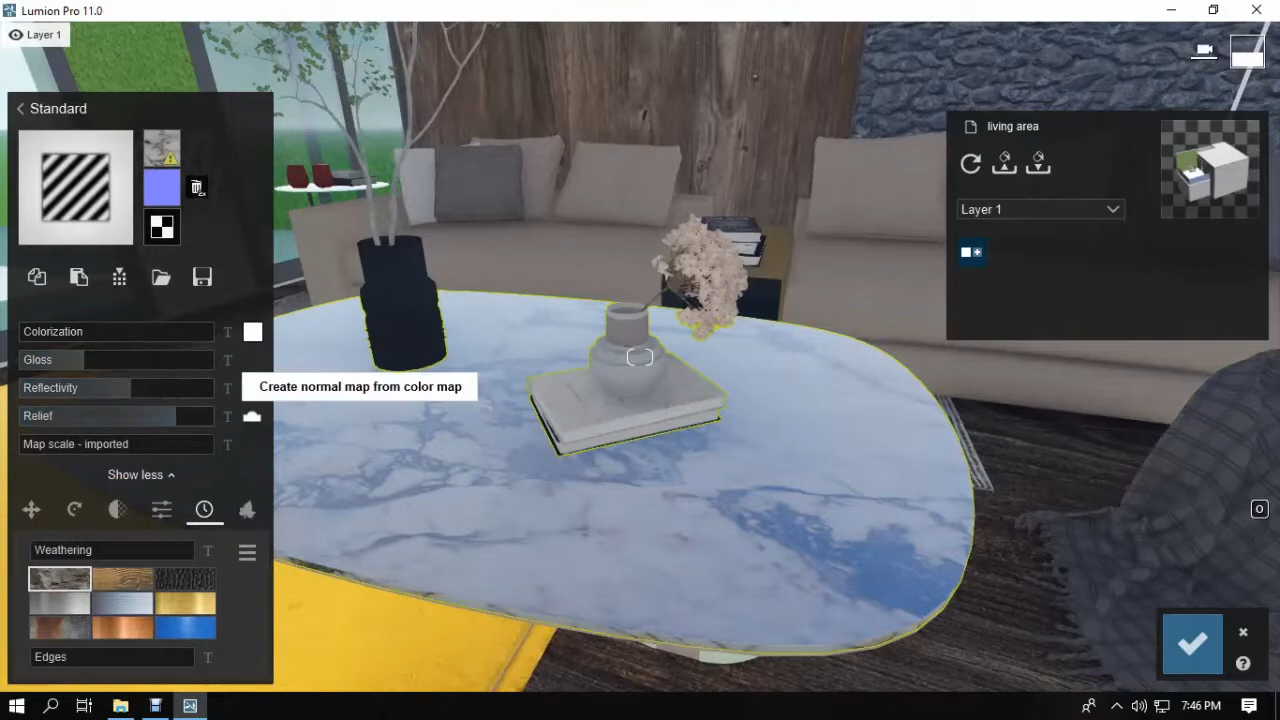 Lumion Pro 11.0
Layer 1
Standard
living area
Layer 1
Colorization
T
Gloss
T
Reflectivity
Create normal map from color map
Relief
T
Map scale - imported
T
Show less
Weathering
T
Edges
T
O
?
7:46 PM